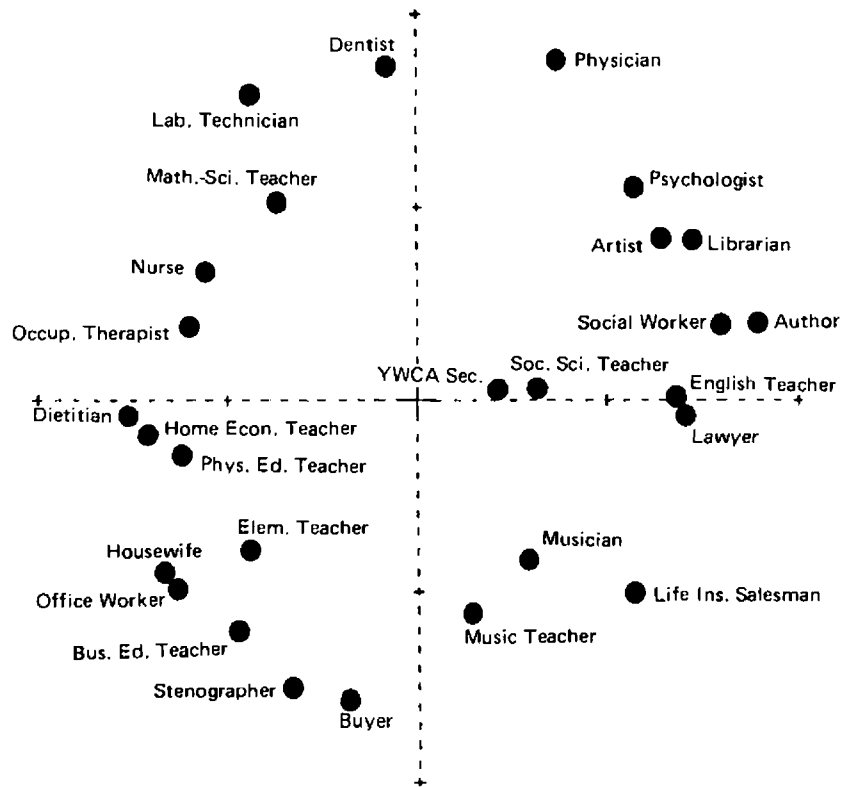 Dentist
Physician
Lab. Technician
Math.-Sci. Teacher
Psychologist
Artist
Librarian
Nurse
Social Worker
Author
Occup. Therapist
Soc. Sci. Teacher
YWCA Sec.
English Teacher
Dietitian
Home Econ. Teacher
Lawyer
Phys. Ed. Teacher
Elem. Teacher
Musician
Housewife
Office Worker
Life Ins. Salesman
Music Teacher
Bus. Ed. Teacher
Stenographer
Buyer